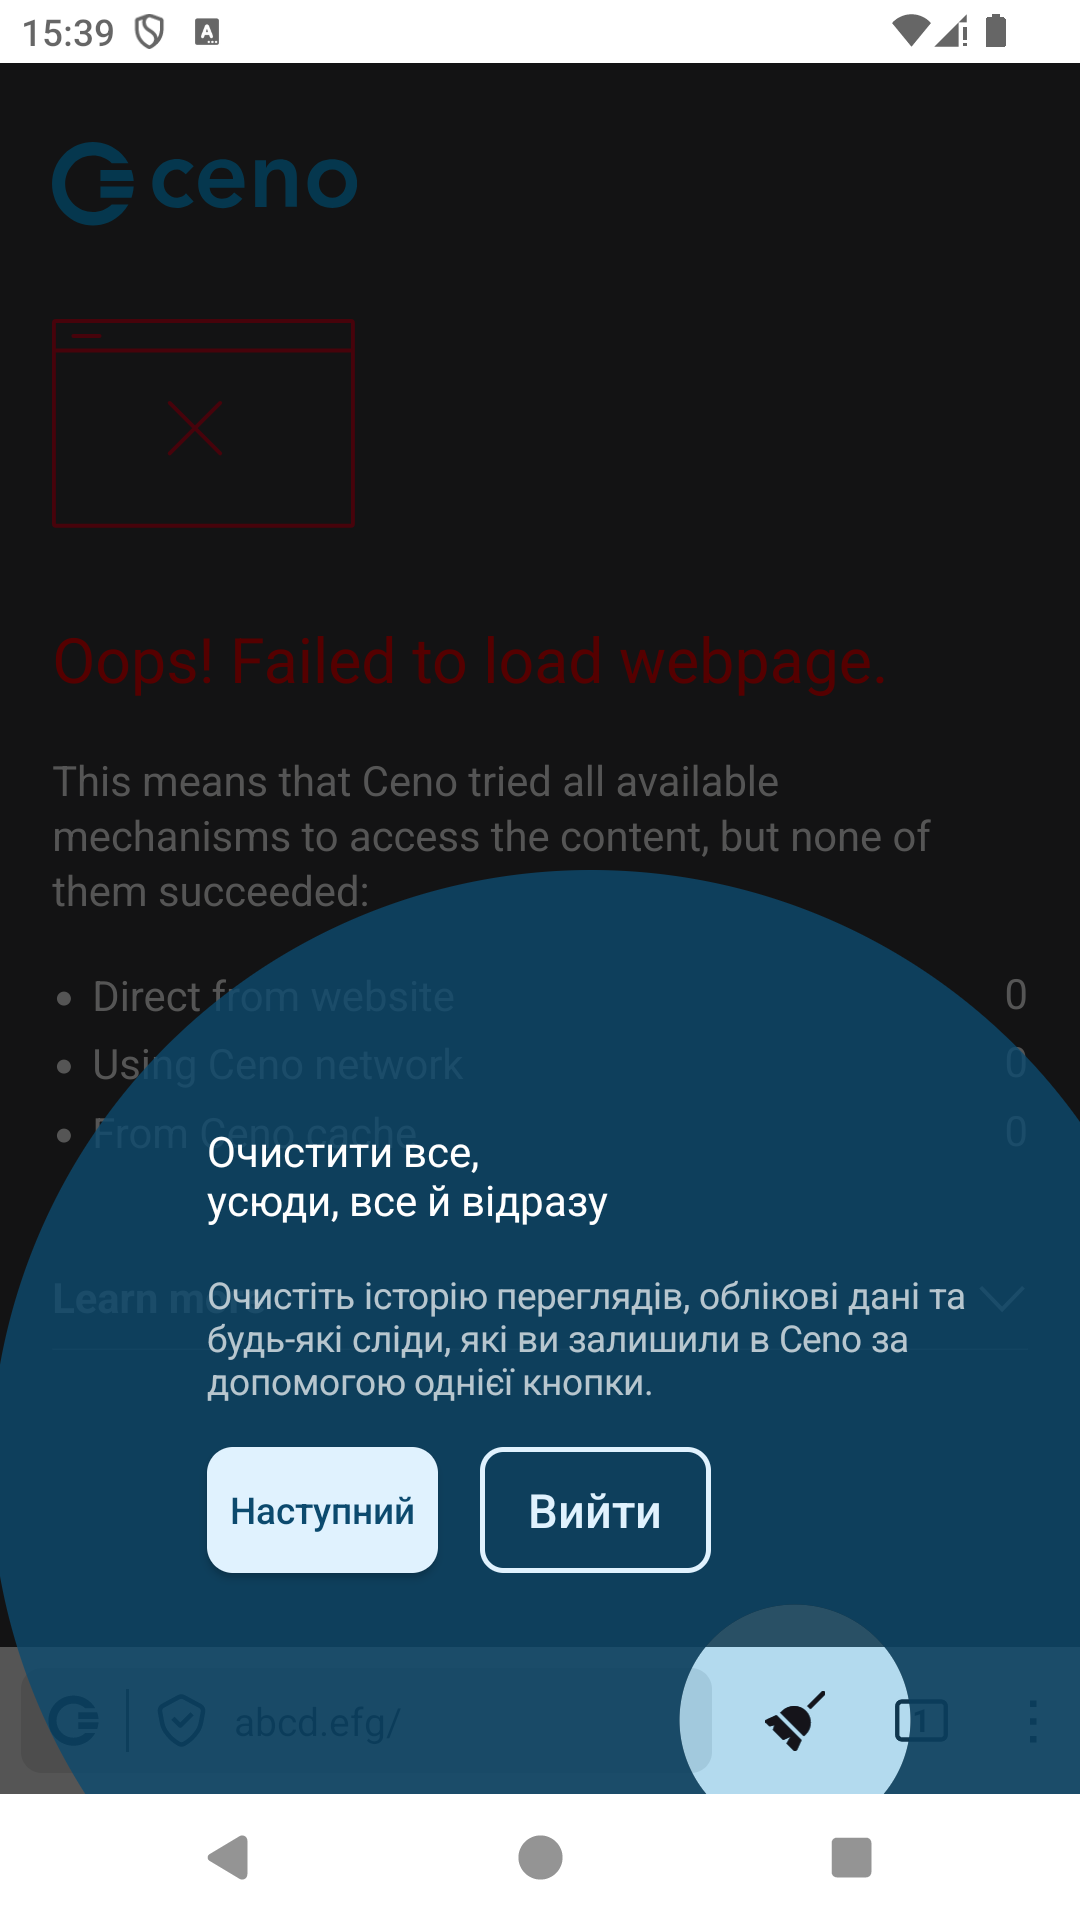 15:39
ceno
Oops! Failed to load webpage.
This means that Ceno tried all available
mechanisms to access the content, but none of
them succeeded:
Direct from website 0
Using Ceno network 0
From Ceno cache 0
Очистити все,
усюди, все й відразу
Learn more
Очистіть історію переглядів, облікові дані та
будь-які сліди, які ви залишили в Ceno за
допомогою однієї кнопки.
Наступний Вийти
abcd.efg/ 1